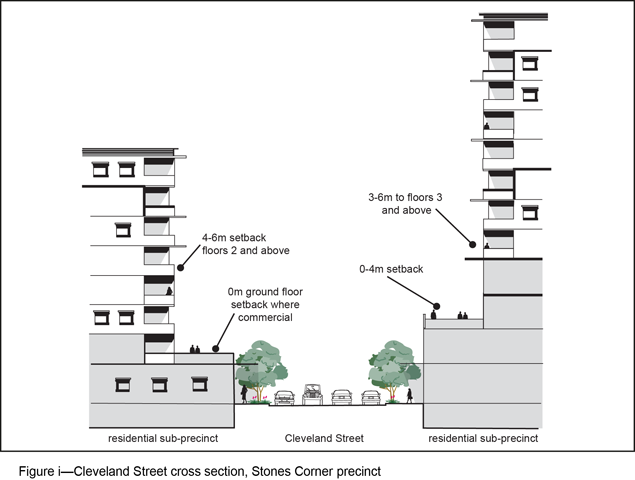 3-6m to floors 3
and above
4-6m setback
floors 2 and above
0-4m setback
0m ground floor
setback where
commercial
residential sub-precinct
Cleveland Street
residential sub-precinct
Figure i—Cleveland Street cross section, Stones Corner precinct